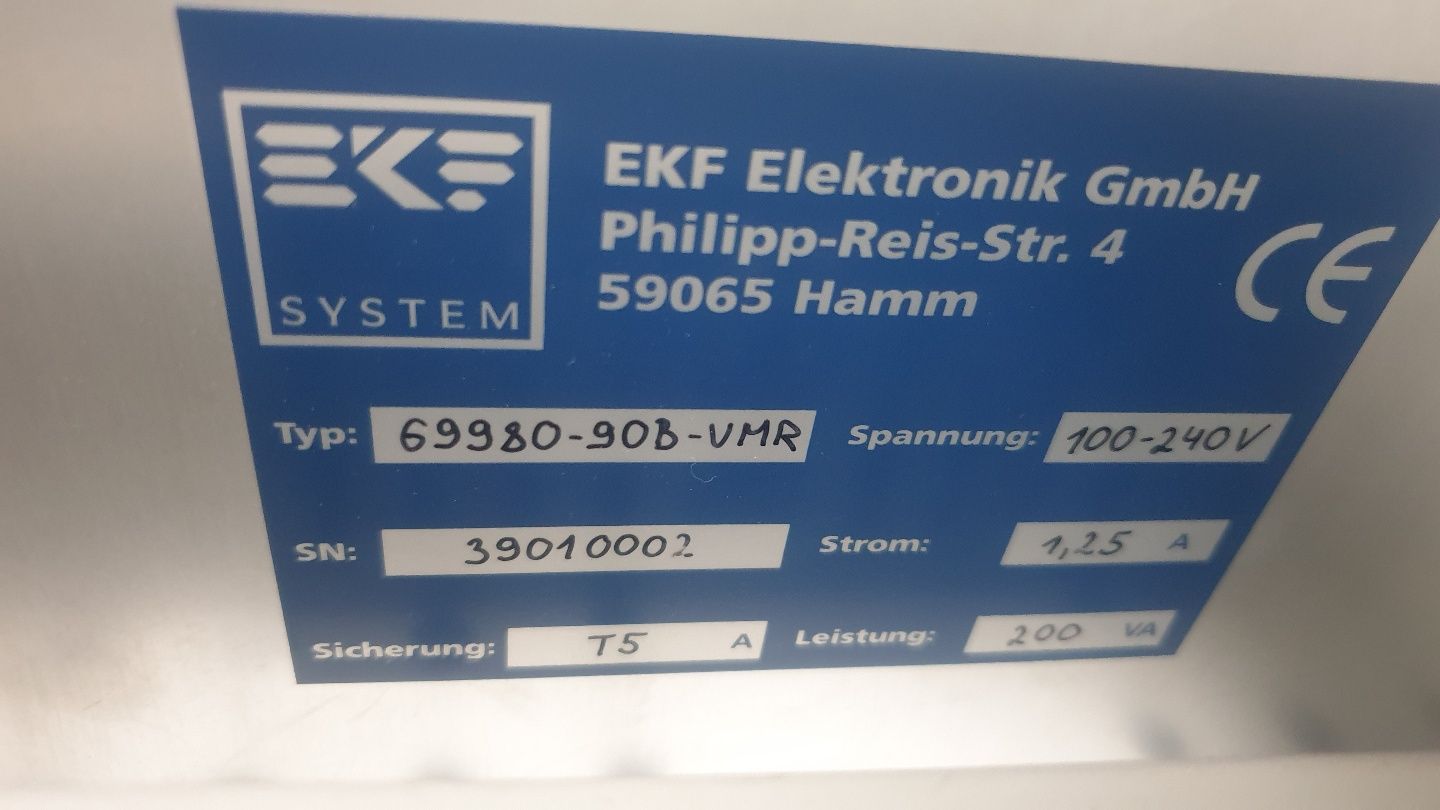 EKF
SYSTEM
EKF Elektronik GmbH
Philipp-Reis-Str. 4
59065 Hamm
CE
Typ: 69980-90B-VMR Spannung: 100-240V
SN: 39010002 Strom: 1,25 A
Sicherung: T5 A Leistung: 200 VA